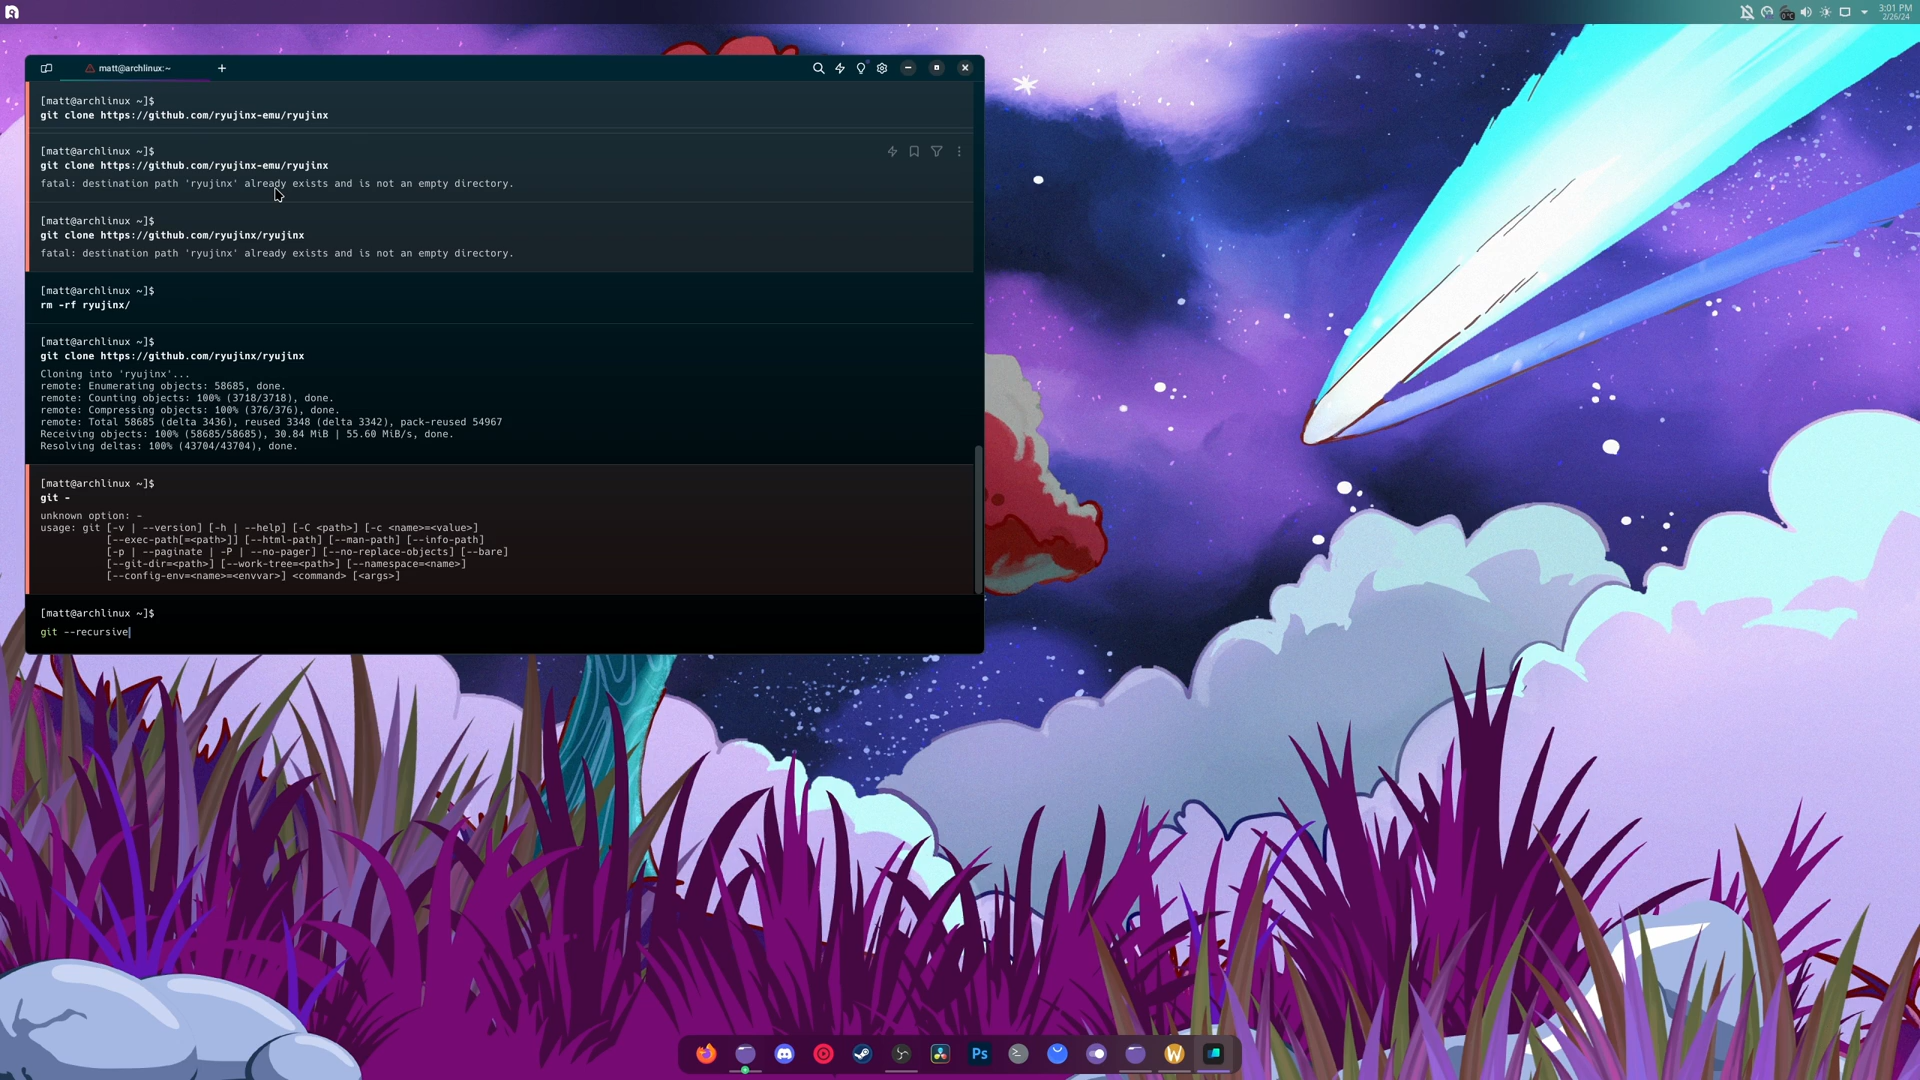 3:01 PM
2/26/24
matt@archlinux:~
[matt@archlinux ~]$
git clone https://github.com/ryujinx-emu/ryujinx
[matt@archlinux ~]$
git clone https://github.com/ryujinx-emu/ryujinx
fatal: destination path 'ryujinx' already exists and is not an empty directory.
[matt@archlinux ~]$
git clone https://github.com/ryujinx/ryujinx
fatal: destination path 'ryujinx' already exists and is not an empty directory.
[matt@archlinux ~]$
rm -rf ryujinx/
[matt@archlinux ~]$
git clone https://github.com/ryujinx/ryujinx
Cloning into 'ryujinx'...
remote: Enumerating objects: 58685, done.
remote: Counting objects: 100% (3718/3718), done.
remote: Compressing objects: 100% (376/376), done.
remote: Total 58685 (delta 3436), reused 3348 (delta 3342), pack-reused 54967
Receiving objects: 100% (58685/58685), 30.84 MiB | 55.60 MiB/s, done.
Resolving deltas: 100% (43704/43704), done.
[matt@archlinux ~]$
git -
unknown option: -
usage: git [-v | --version] [-h | --help] [-C <path>] [-c <name>=<value>]
[--exec-path[=<path>]] [--html-path] [--man-path] [--info-path]
[-p | --paginate | -P | --no-pager] [--no-replace-objects] [--bare]
[--git-dir=<path>] [--work-tree=<path>] [--namespace=<name>]
[--config-env=<name>=<envvar>] <command> [<args>]
[matt@archlinux ~]$
git --recursive
Ps